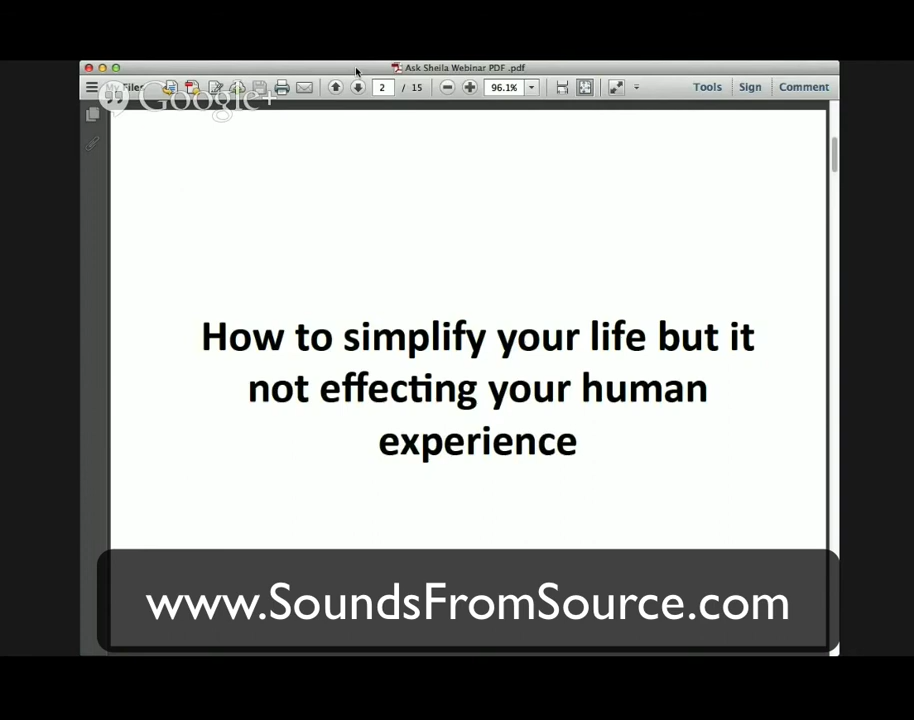 Ask Sheila Webinar PDF .pdf
Google+
2 / 15
96.1%
Tools Sign Comment
How to simplify your life but it
not effecting your human
experience
www.SoundsFromSource.com